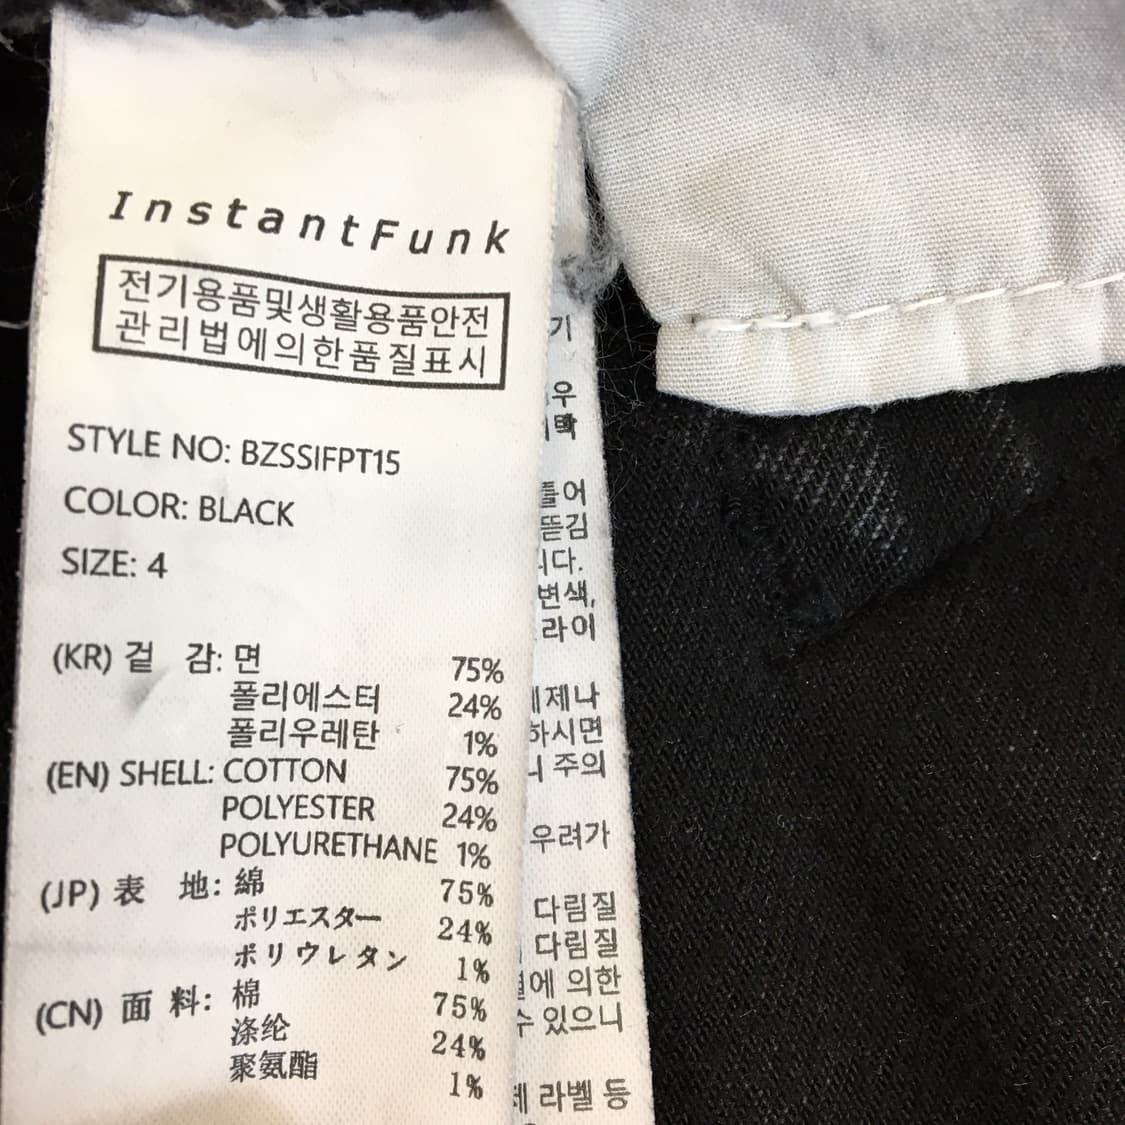 InstantFunk
전기용품및생활용품안전
관리법에의한품질표시
STYLE NO: BZSSIFPT15
COLOR: BLACK
SIZE: 4
(KR) 겉 감: 면 75%
폴리에스터 24%
폴리우레탄 1%
(EN) SHELL: COTTON 75%
POLYESTER 24%
POLYURETHANE 1%
(JP) 表 地: 綿 75%
ポリエスター 24%
ポリウレタン 1%
(CN) 面 料: 棉 75%
涤纶 24%
聚氨酯 1%
기
우
틀어
뜯김
니다.
변색,
라이
제나
하시면
니 주의
우려가
다림질
다림질
에 의한
수 있으니
라벨 등